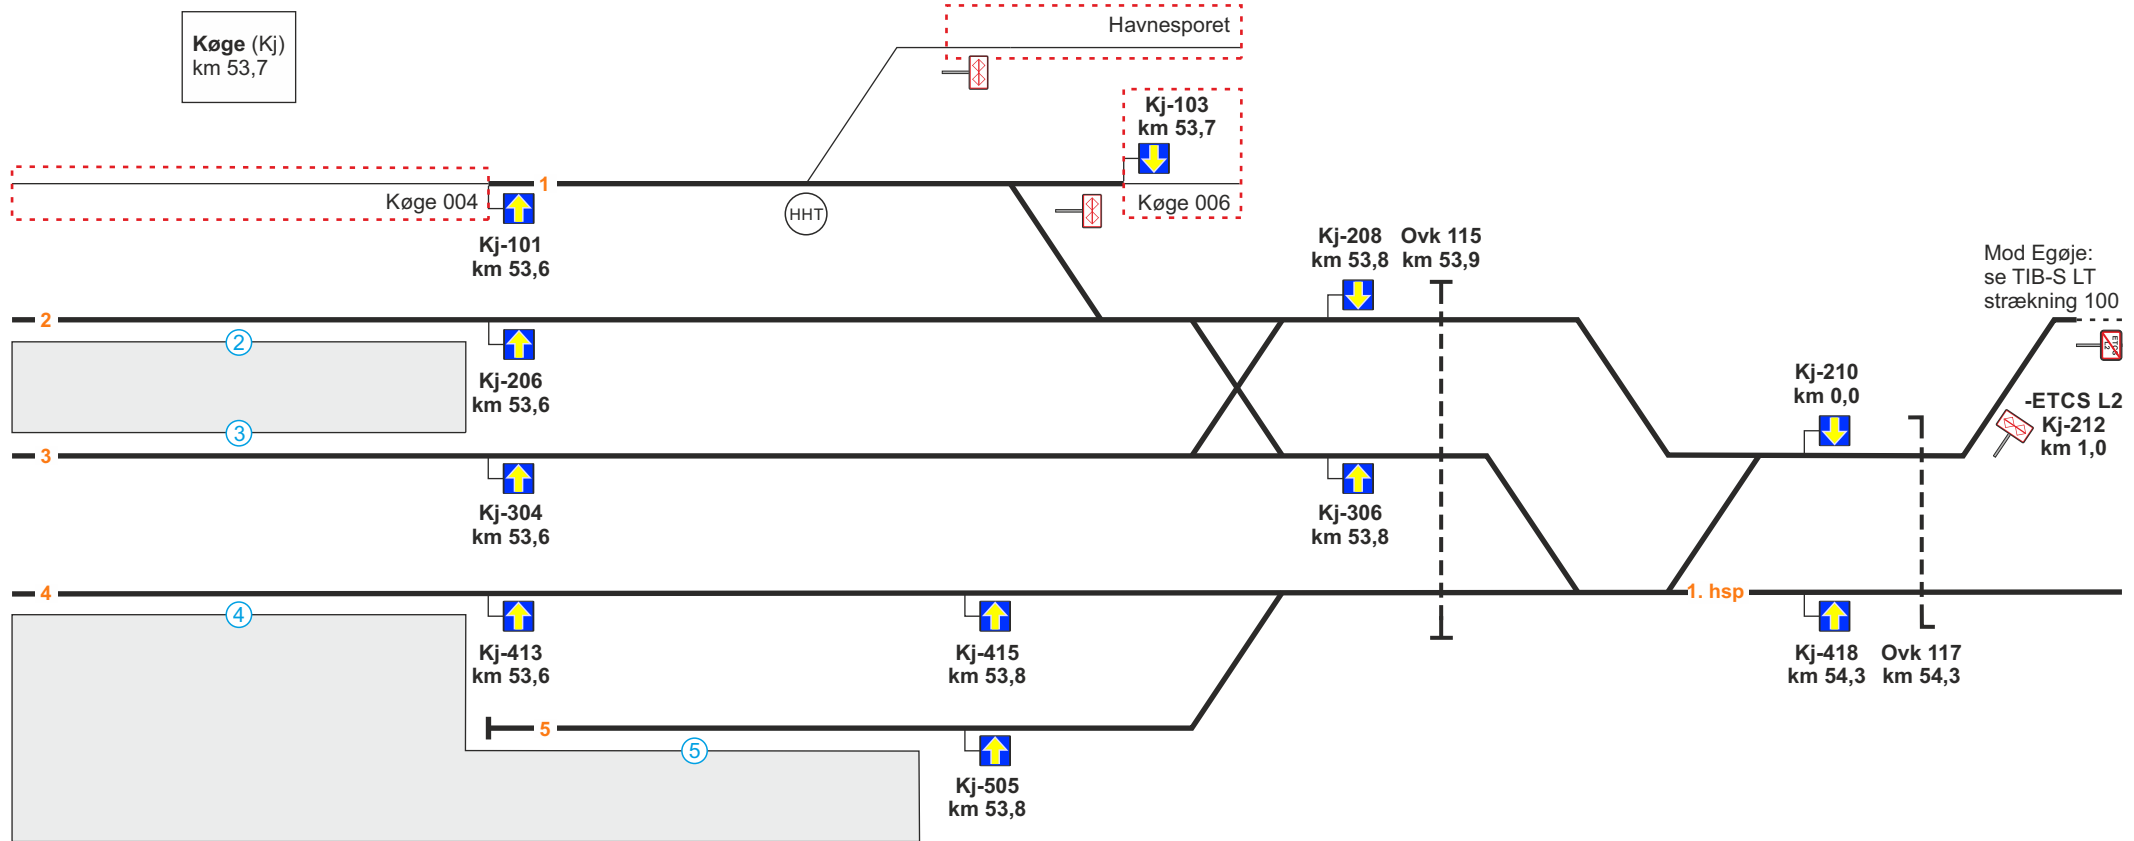 Køge (Kj)
km 53,7
Havnesporet
Kj-103
km 53,7
Køge 004
1
Køge 006
HHT
Kj-101
km 53,6
Kj-208
km 53,8
Ovk 115
km 53,9
Mod Egøje:
se TIB-S LT
strækning 100
2
2
Kj-206
km 53,6
ETCS
L2
Kj-210
km 0,0
-ETCS L2
Kj-212
km 1,0
3
3
Kj-304
km 53,6
Kj-306
km 53,8
4
4
1. hsp
Kj-413
km 53,6
Kj-415
km 53,8
Kj-418
km 54,3
Ovk 117
km 54,3
5
5
Kj-505
km 53,8